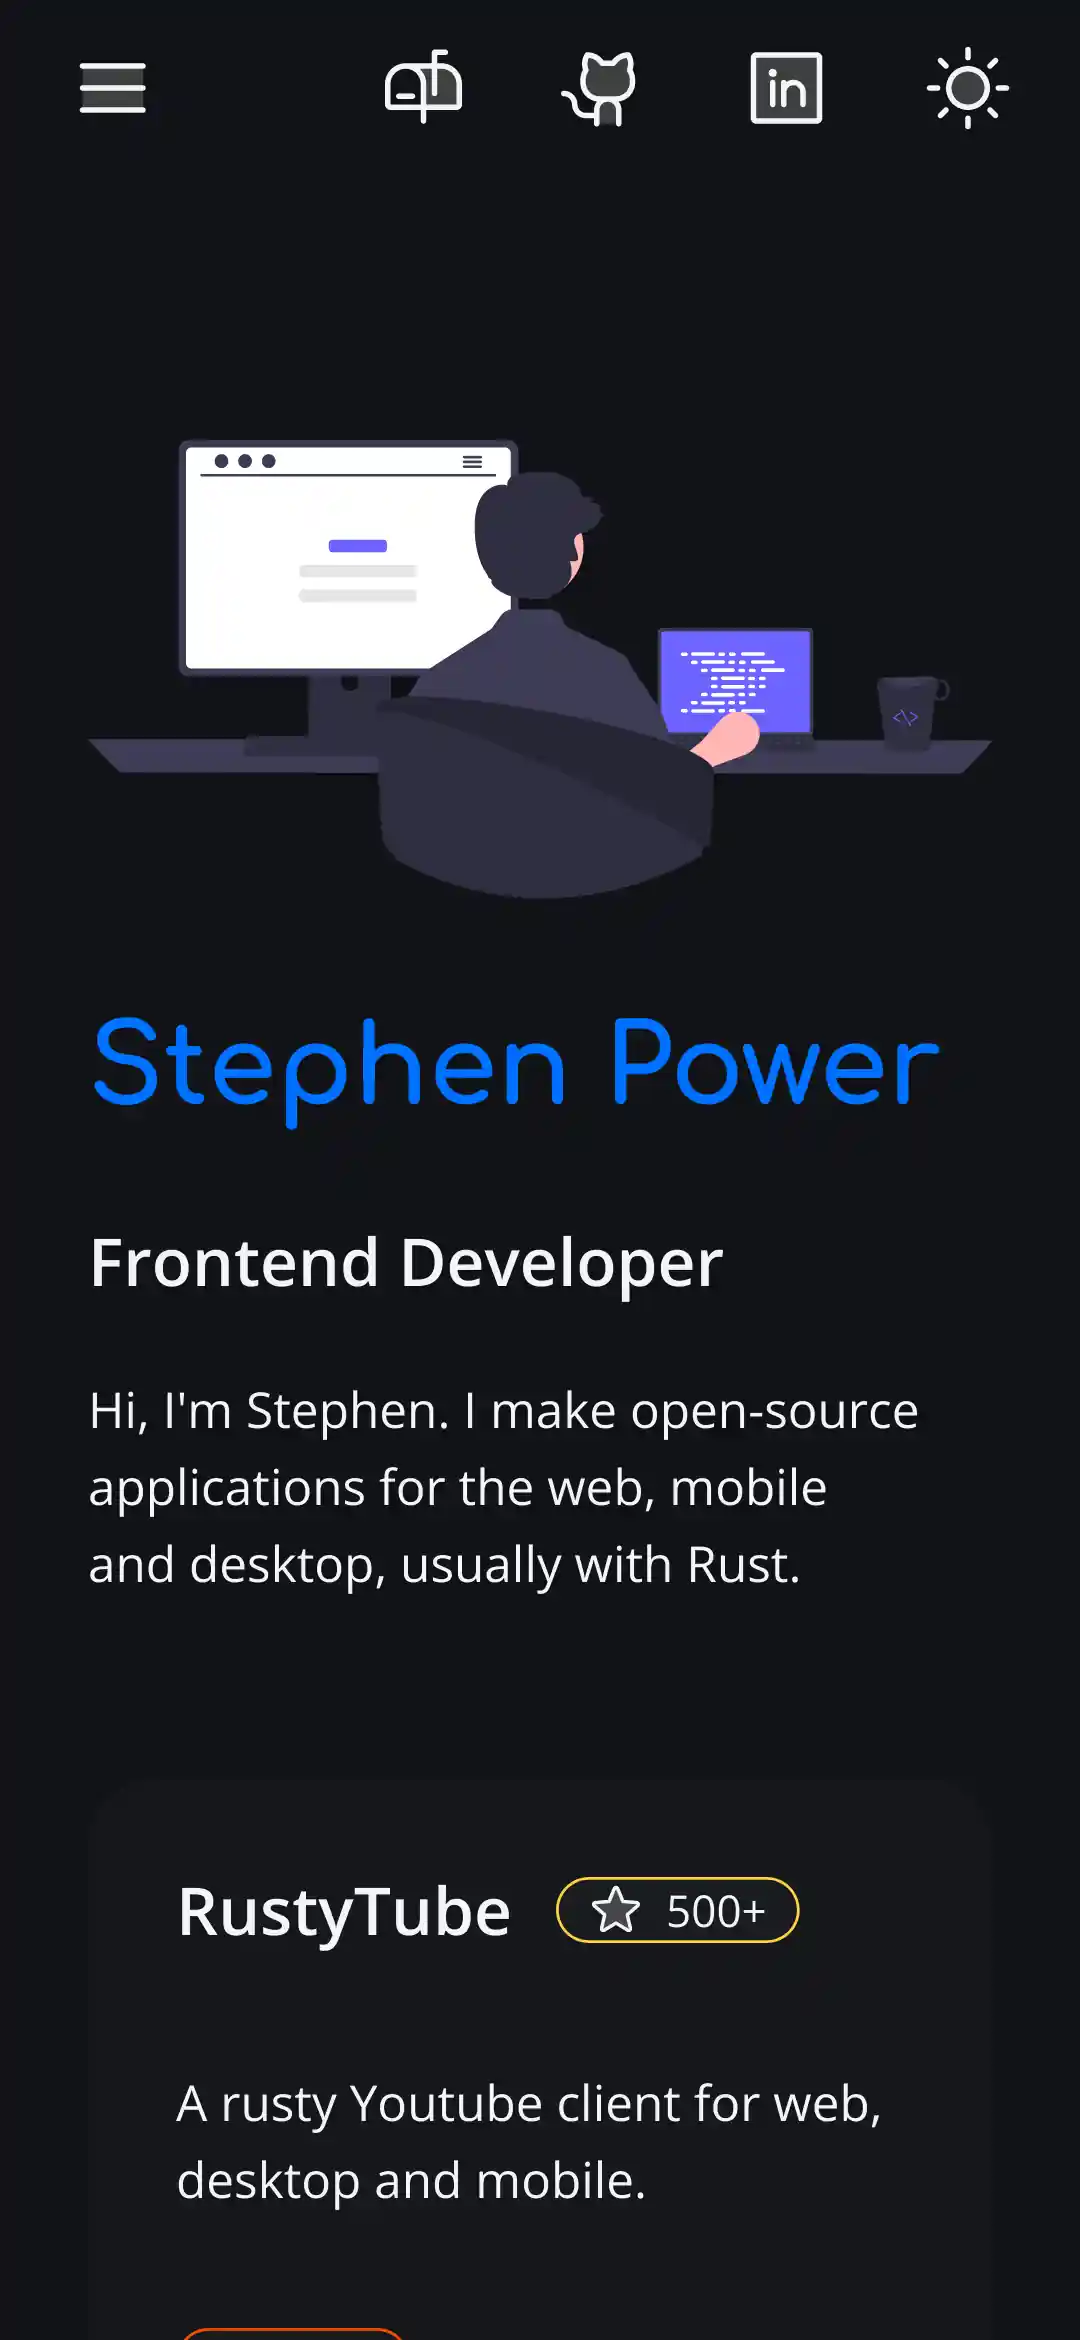 in
</>
Stephen Power
Frontend Developer
Hi, I'm Stephen. I make open-source
applications for the web, mobile
and desktop, usually with Rust.
RustyTube
500+
A rusty Youtube client for web,
desktop and mobile.